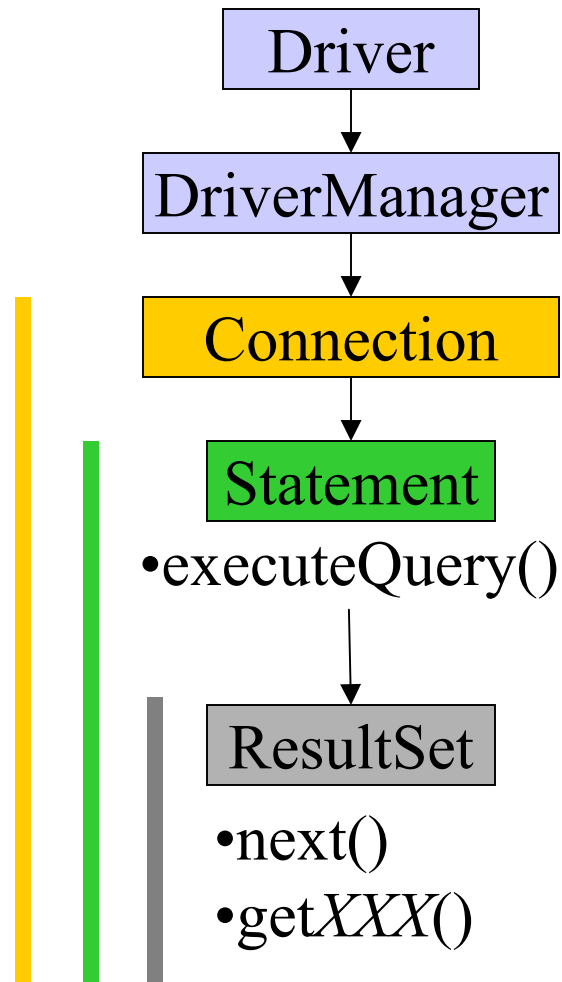 Driver
DriverManager
Connection
Statement
•executeQuery()
ResultSet
•next()
•getXXX()